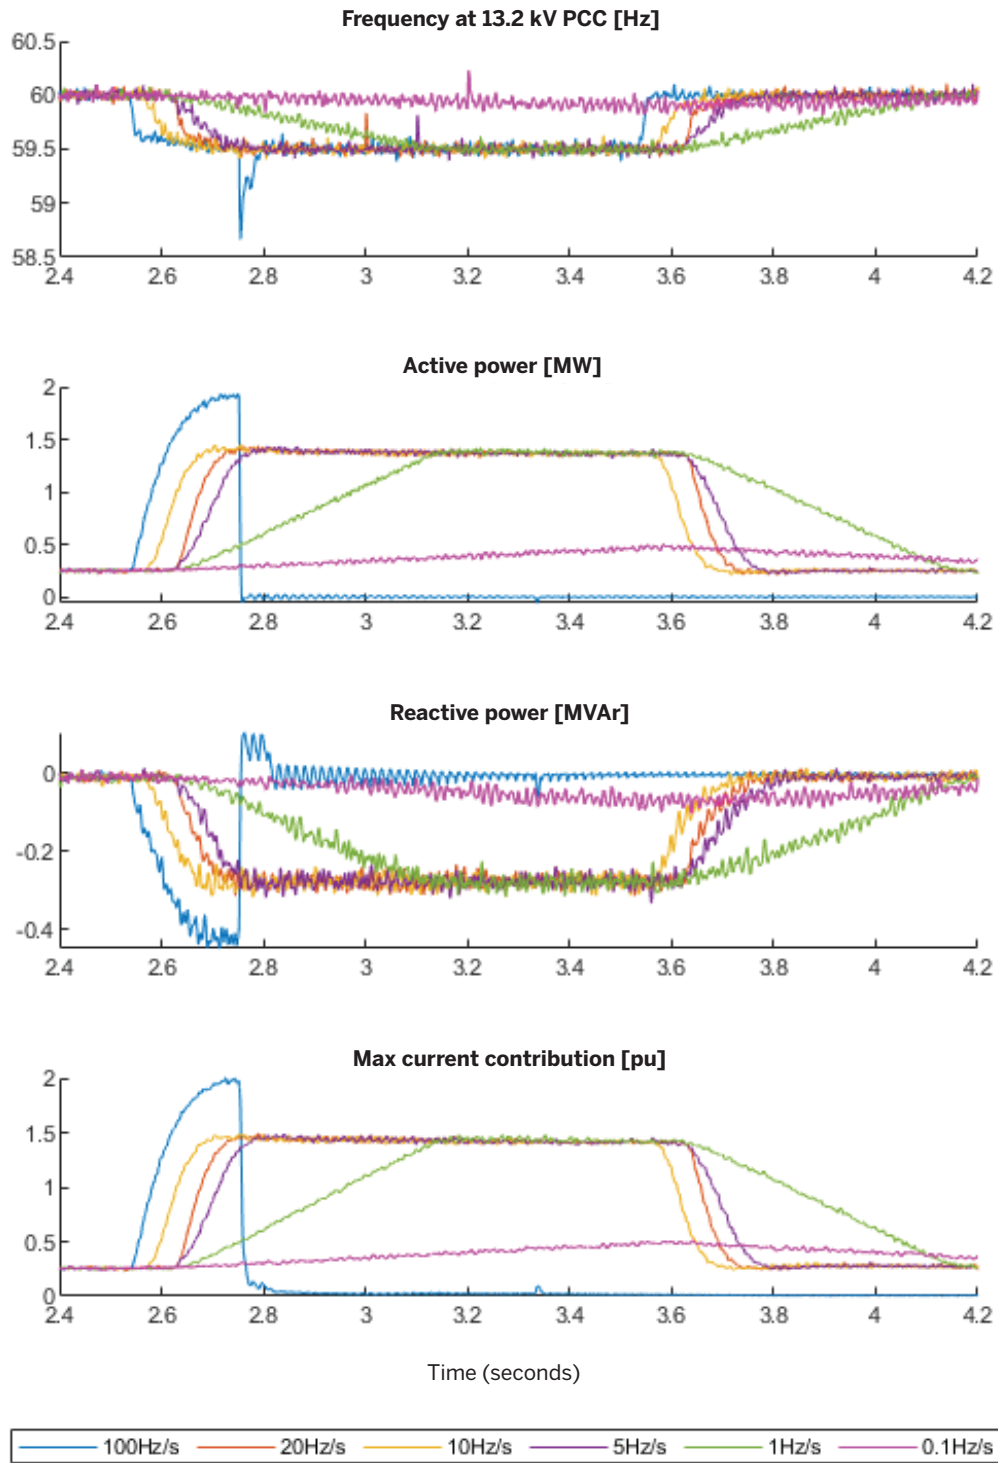 Frequency at 13.2 kV PCC [Hz]
60.5
60
59.5
59
58.5
2.4 2.6 2.8 3 3.2 3.4 3.6 3.8 4 4.2
Active power [MW]
2
1.5
1
0.5
0
2.4 2.6 2.8 3 3.2 3.4 3.6 3.8 4 4.2
Reactive power [MVAr]
0
-0.2
-0.4
2.4 2.6 2.8 3 3.2 3.4 3.6 3.8 4 4.2
Max current contribution [pu]
2
1.5
1
0.5
0
2.4 2.6 2.8 3 3.2 3.4 3.6 3.8 4 4.2
Time (seconds)
100Hz/s 20Hz/s 10Hz/s 5Hz/s 1Hz/s 0.1Hz/s